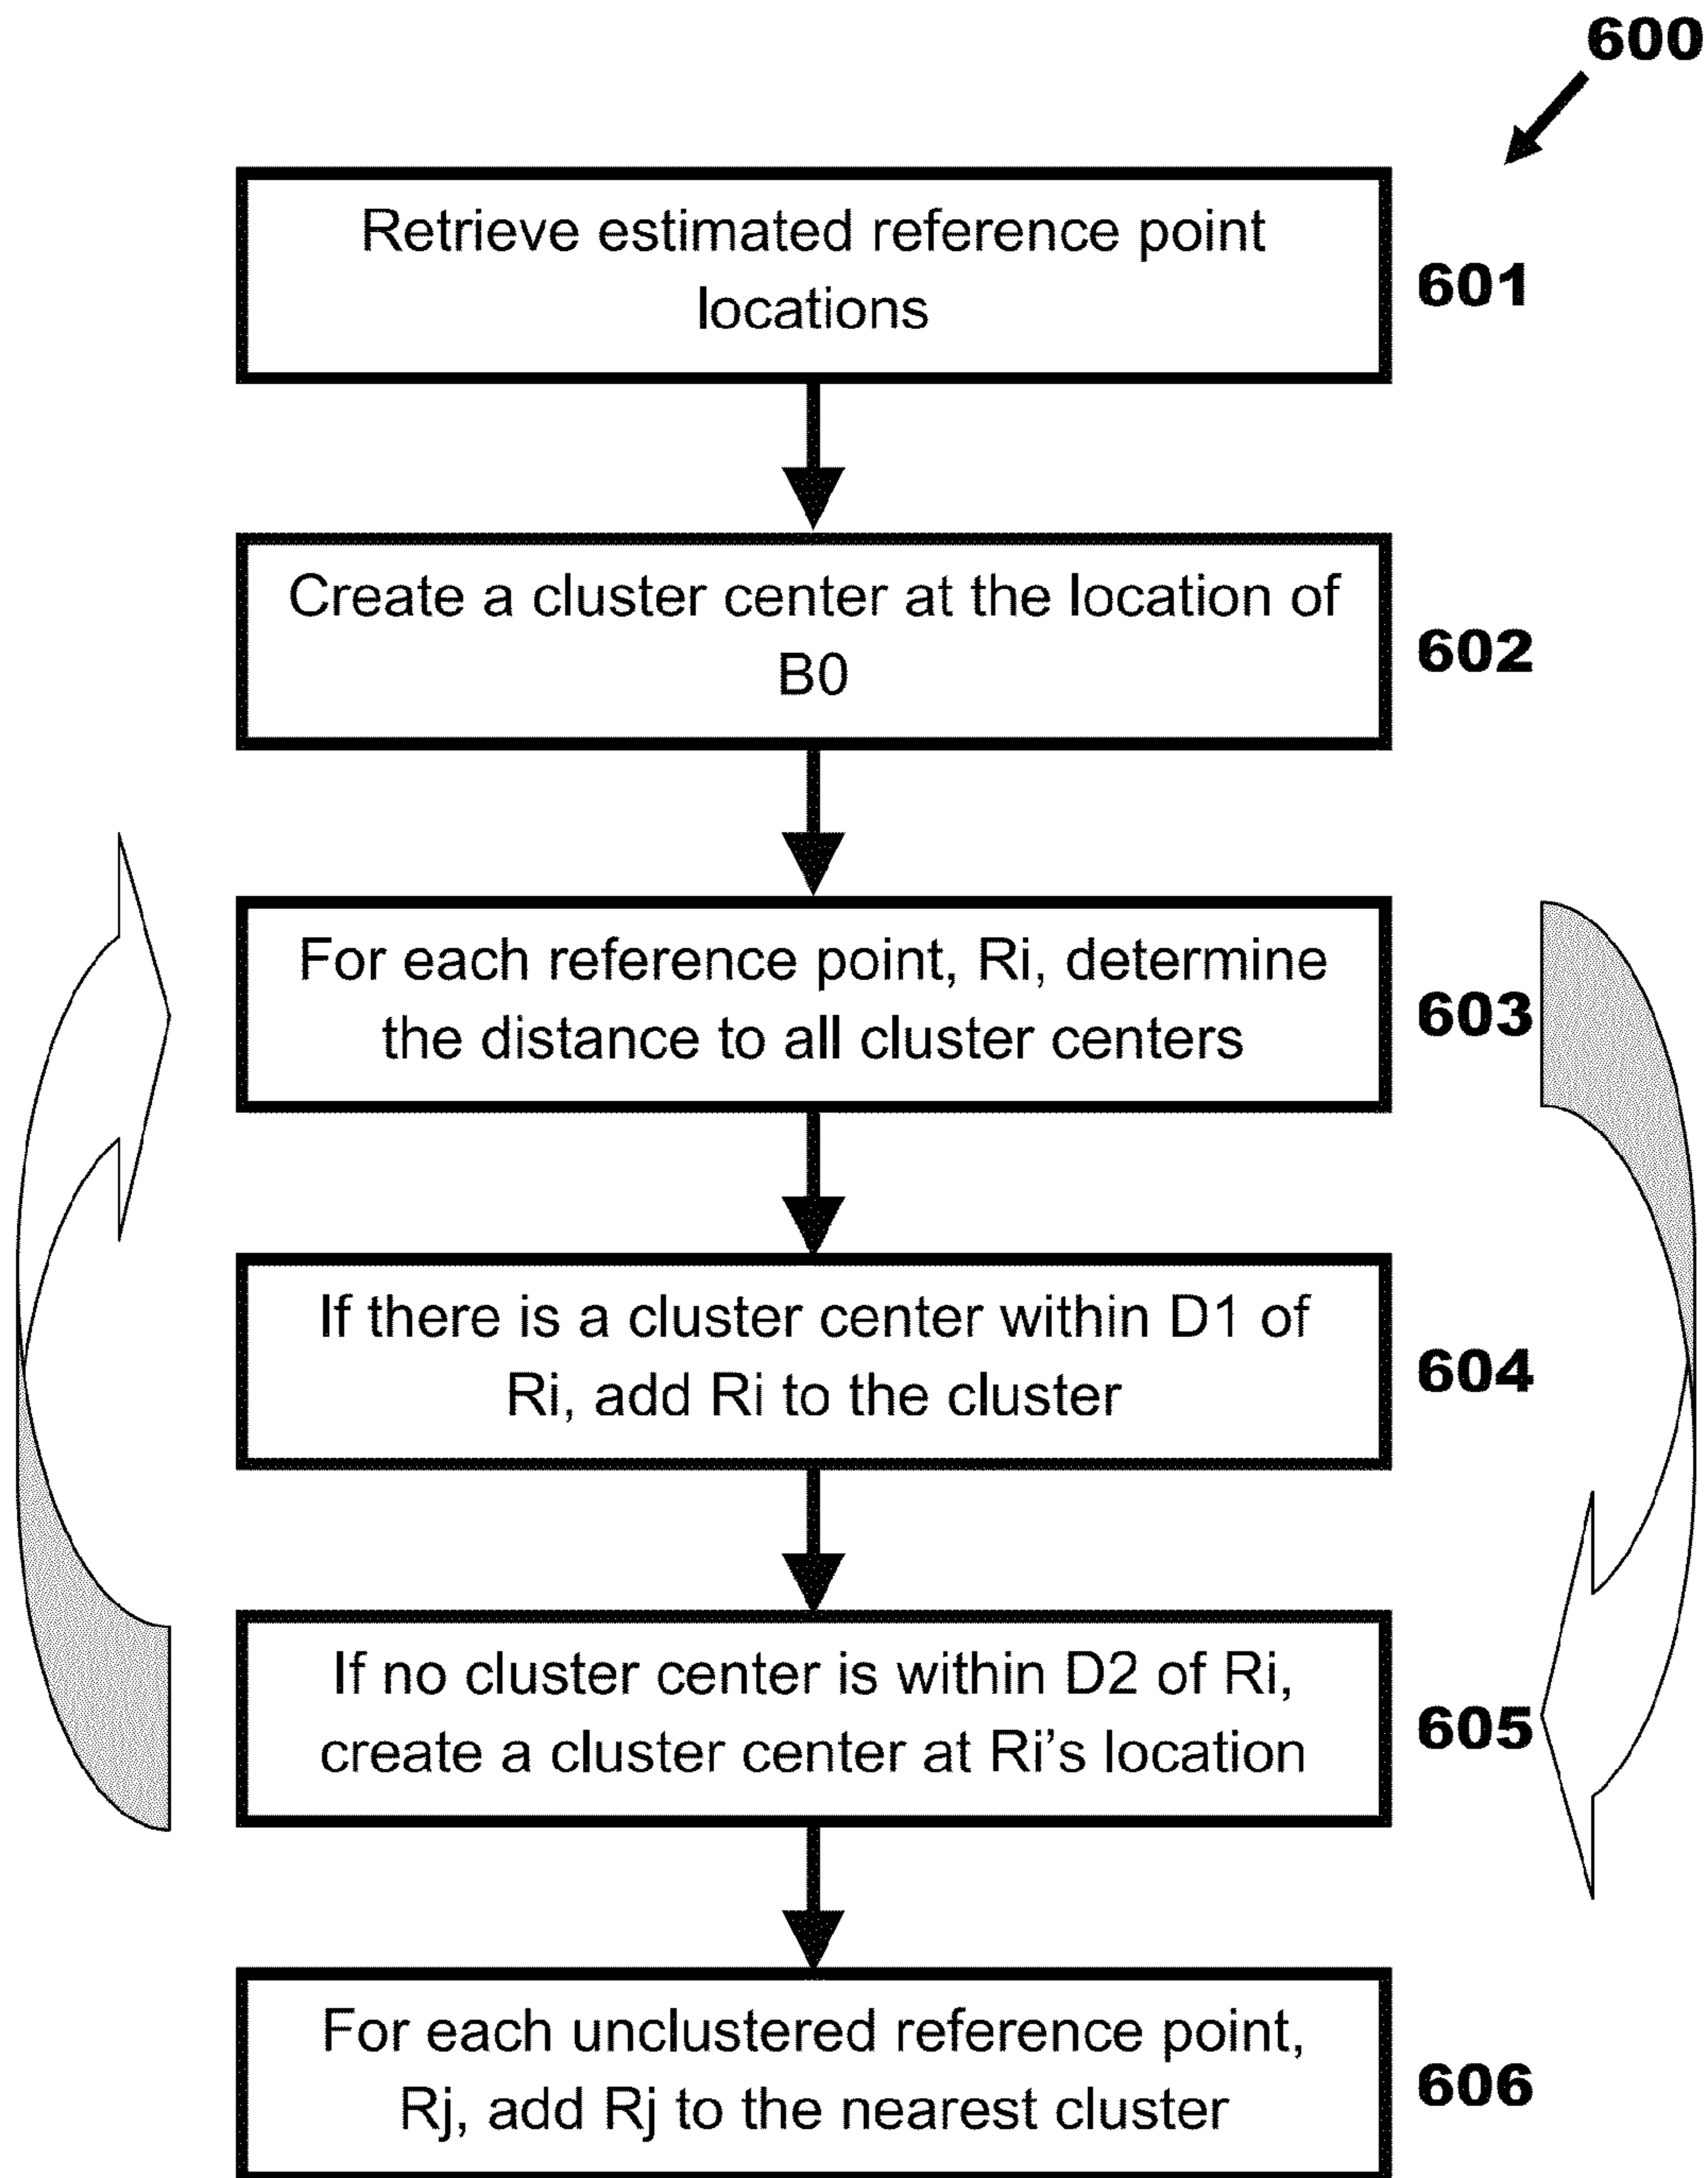 600
Retrieve estimated reference point
locations
601
Create a cluster center at the location of
B0
602
For each reference point, Ri, determine
the distance to all cluster centers
603
If there is a cluster center within D1 of
Ri, add Ri to the cluster
604
If no cluster center is within D2 of Ri,
create a cluster center at Ri’s location
605
For each unclustered reference point,
Rj, add Rj to the nearest cluster
606